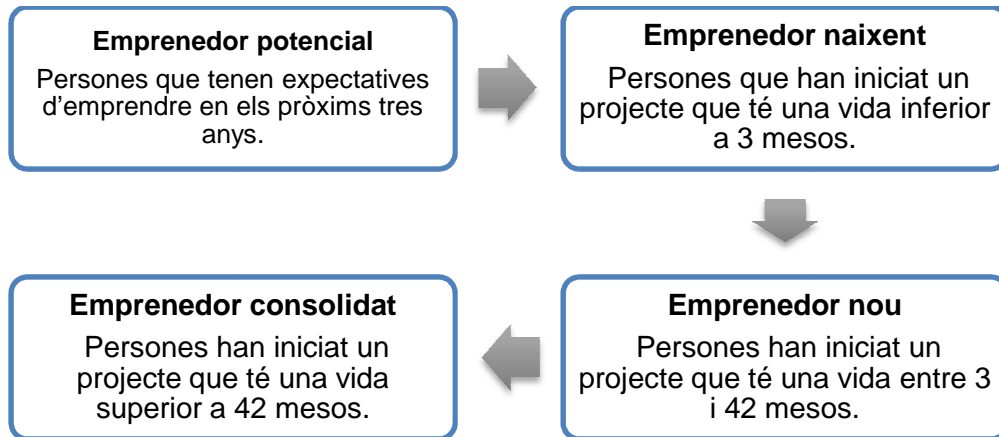 Emprenedor potencial
Persones que tenen expectatives
d’emprendre en els pròxims tres
anys.
Emprenedor naixent
Persones que han iniciat un
projecte que té una vida inferior
a 3 mesos.
Emprenedor nou
Persones han iniciat un
projecte que té una vida entre 3
i 42 mesos.
Emprenedor consolidat
Persones han iniciat un
projecte que té una vida
superior a 42 mesos.